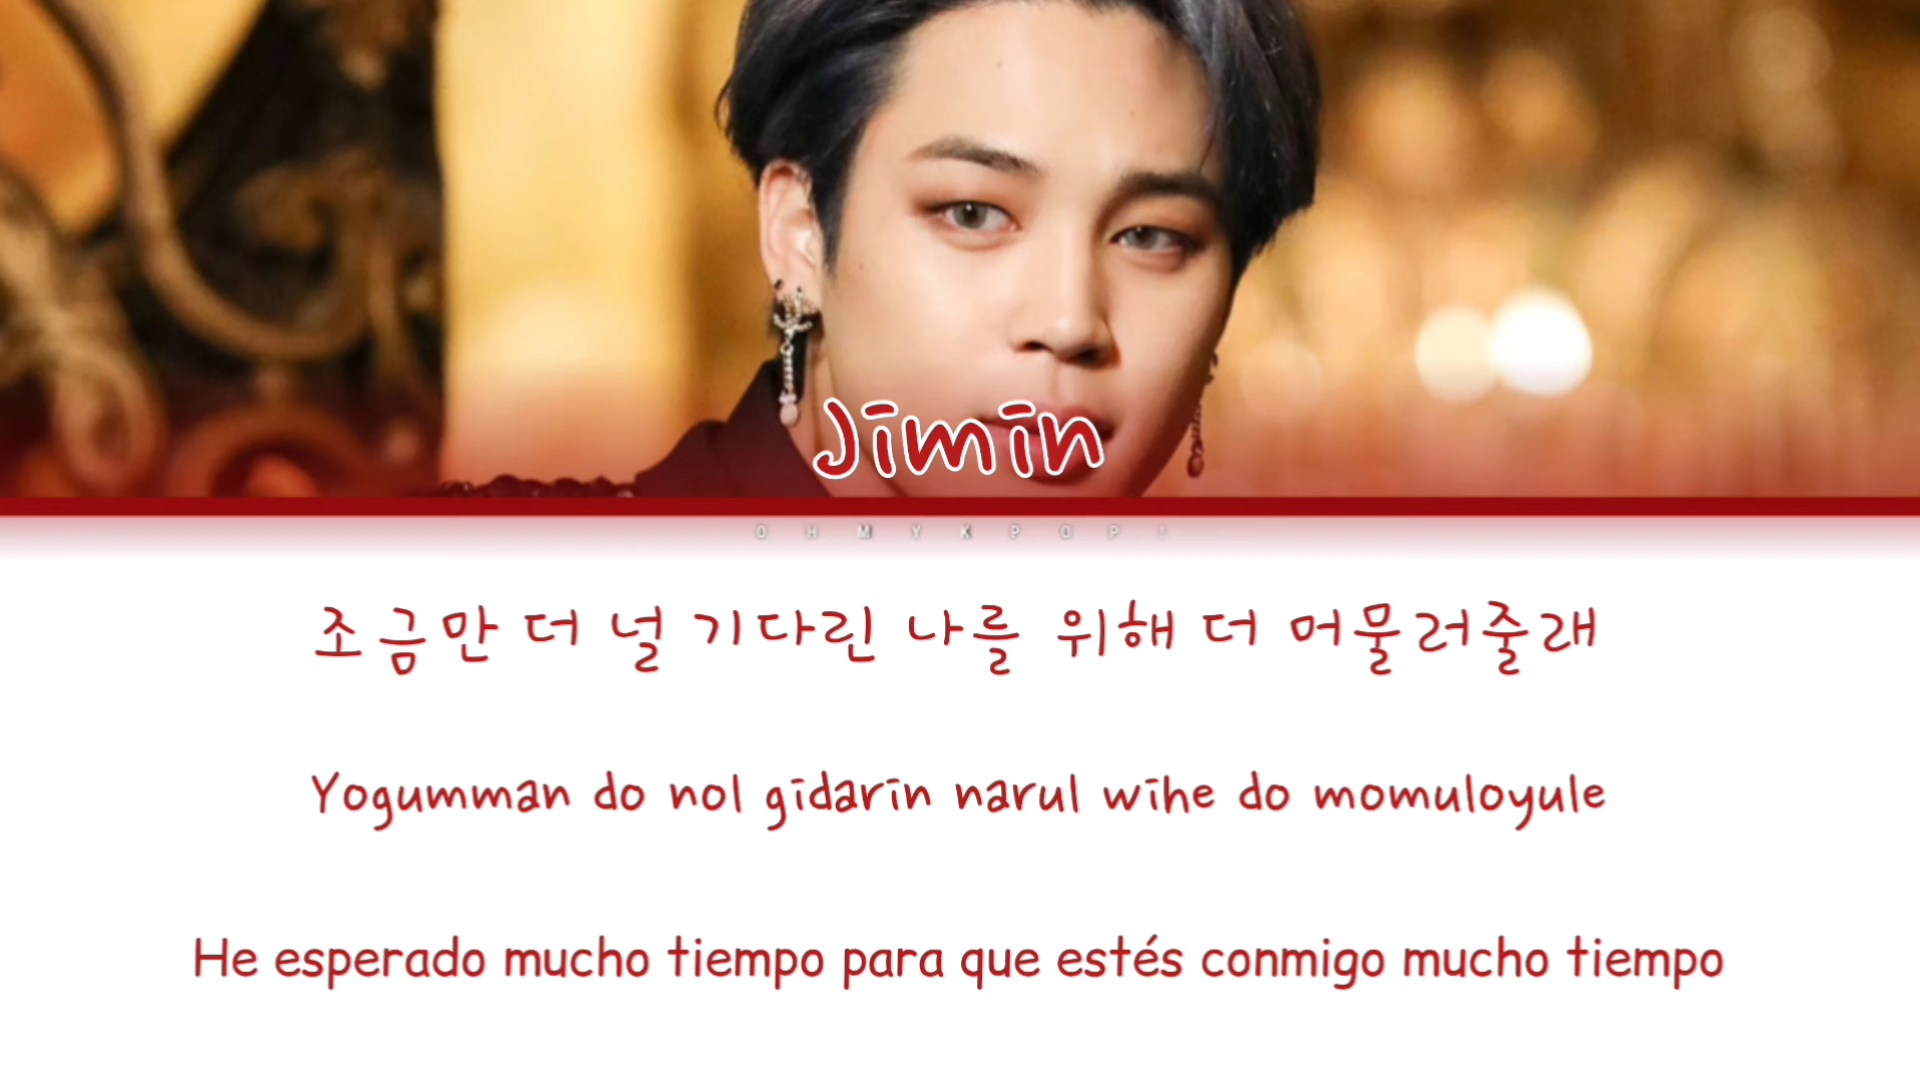 Jimin
OHMYKPOP!
조금만 더 널 기다린 나를 위해 더 머물러줄래
Yogumman do nol gidarin narul wihe do momuloyule
He esperado mucho tiempo para que estés conmigo mucho tiempo